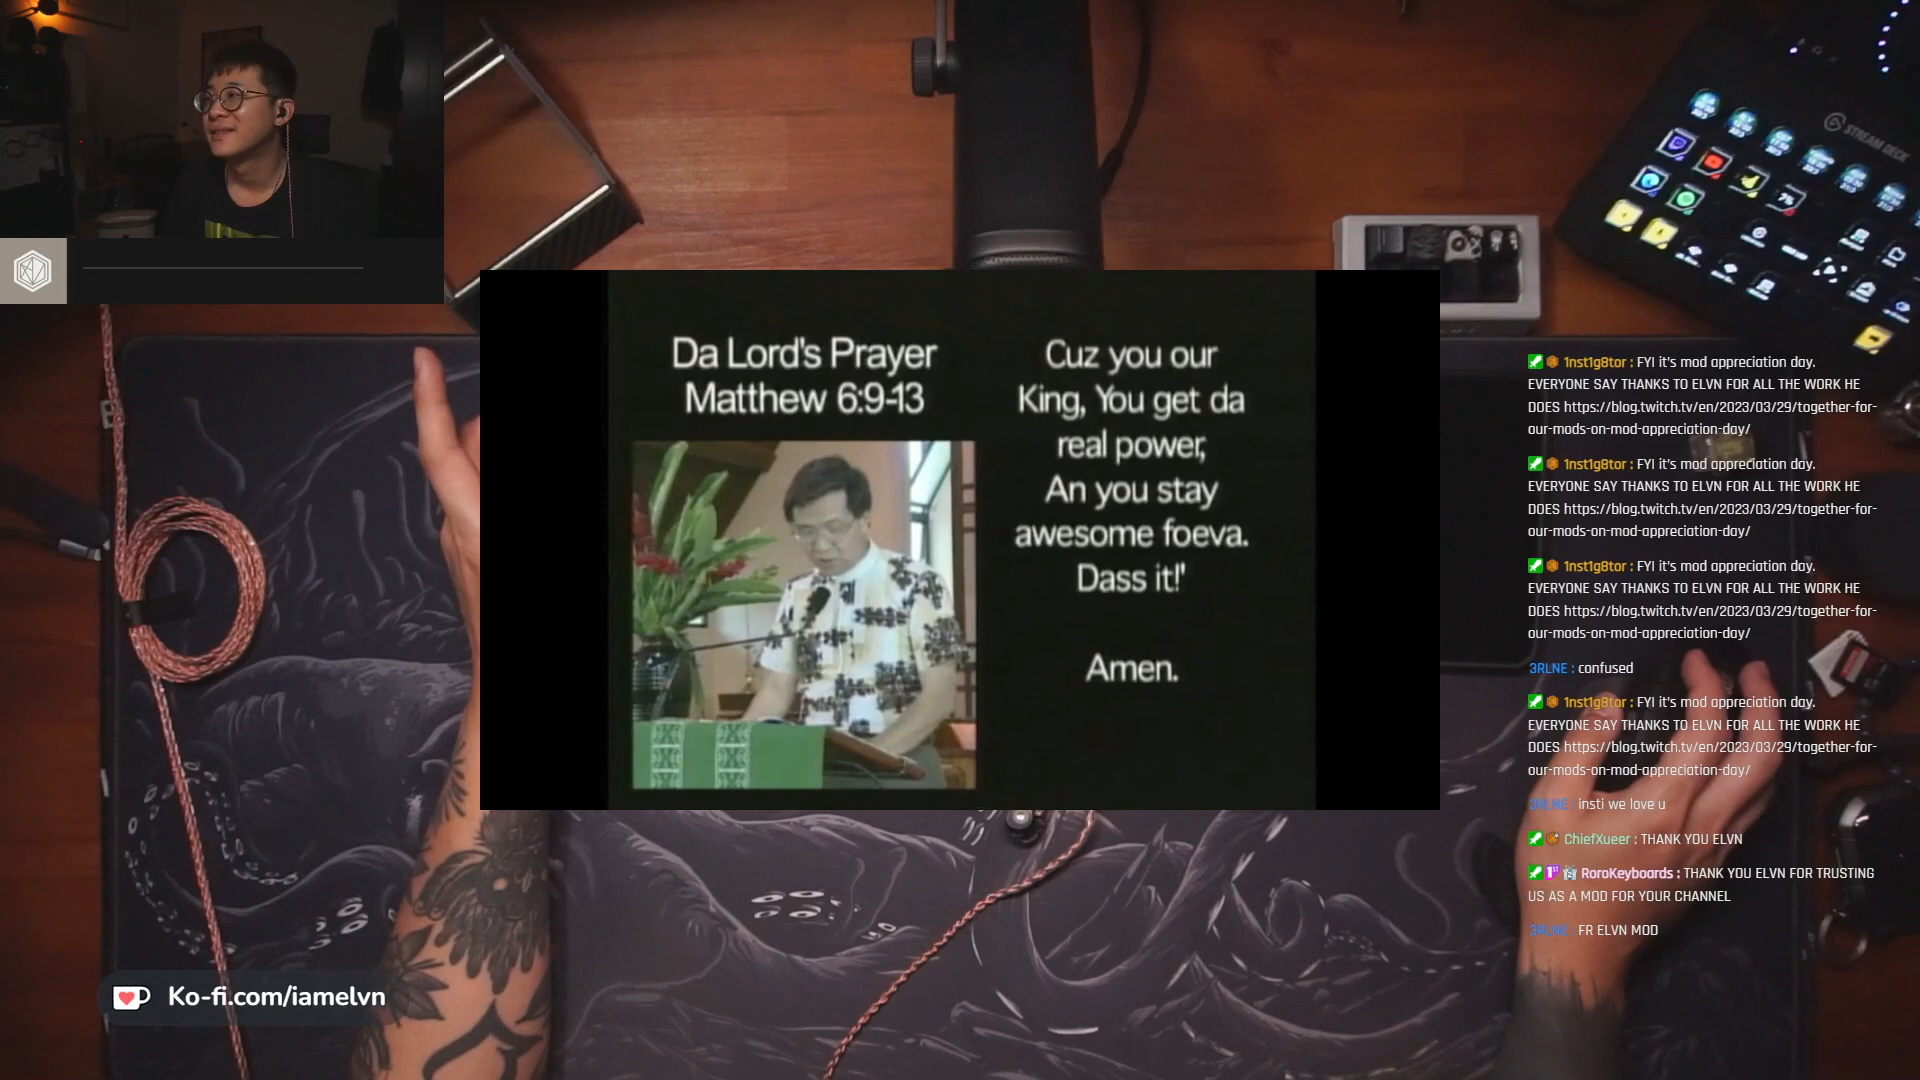 STREAM DECK
Da Lord's Prayer
Matthew 6:9-13
Cuz you our
King, You get da
real power,
An you stay
awesome foeva.
Dass it!'
Amen.
1nst1g8tor : FYI it's mod appreciation day.
EVERYONE SAY THANKS TO ELVN FOR ALL THE WORK HE
DOES https://blog.twitch.tv/en/2023/03/29/together-for-
our-mods-on-mod-appreciation-day/
1nst1g8tor : FYI it's mod appreciation day.
EVERYONE SAY THANKS TO ELVN FOR ALL THE WORK HE
DOES https://blog.twitch.tv/en/2023/03/29/together-for-
our-mods-on-mod-appreciation-day/
1nst1g8tor : FYI it's mod appreciation day.
EVERYONE SAY THANKS TO ELVN FOR ALL THE WORK HE
DOES https://blog.twitch.tv/en/2023/03/29/together-for-
our-mods-on-mod-appreciation-day/
3RLNE : confused
1nst1g8tor : FYI it's mod appreciation day.
EVERYONE SAY THANKS TO ELVN FOR ALL THE WORK HE
DOES https://blog.twitch.tv/en/2023/03/29/together-for-
our-mods-on-mod-appreciation-day/
3RLNE : insti we love u
ChiefXueer : THANK YOU ELVN
RoroKeyboards : THANK YOU ELVN FOR TRUSTING
US AS A MOD FOR YOUR CHANNEL
3RLNE : FR ELVN MOD
Ko-fi.com/iamelvn